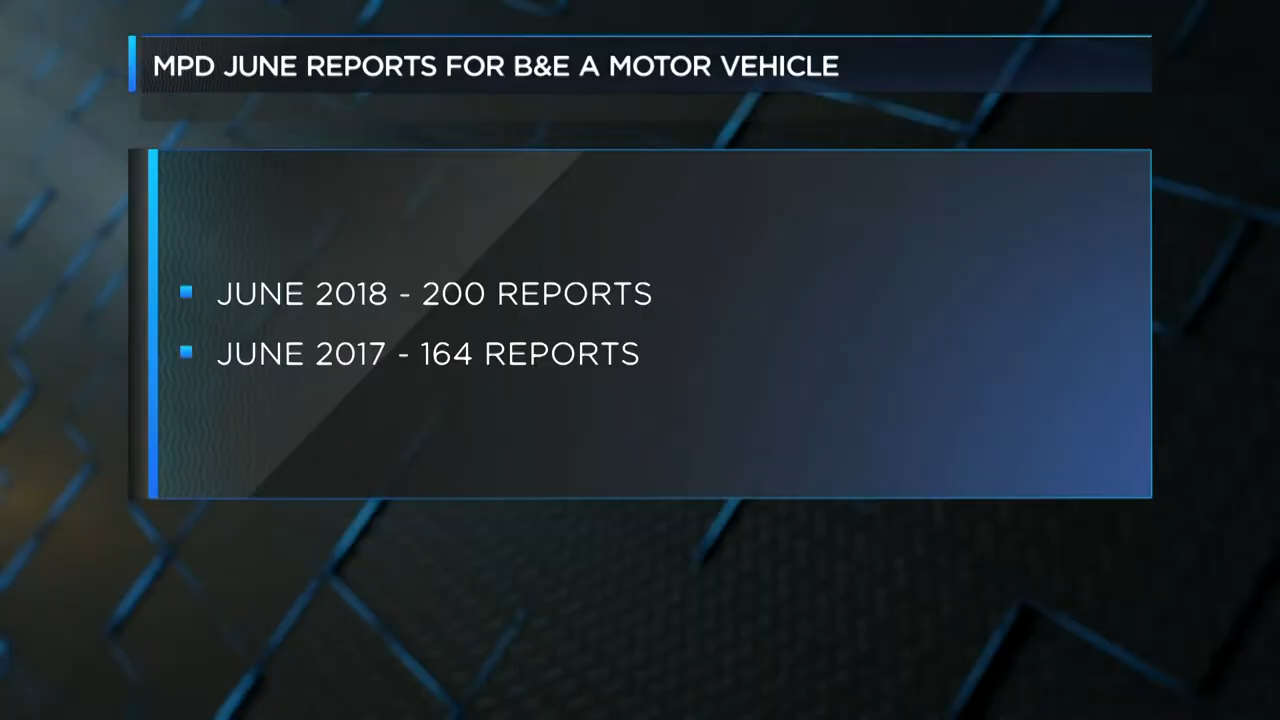 MPD JUNE REPORTS FOR B&E A MOTOR VEHICLE
JUNE 2018 - 200 REPORTS
JUNE 2017 - 164 REPORTS